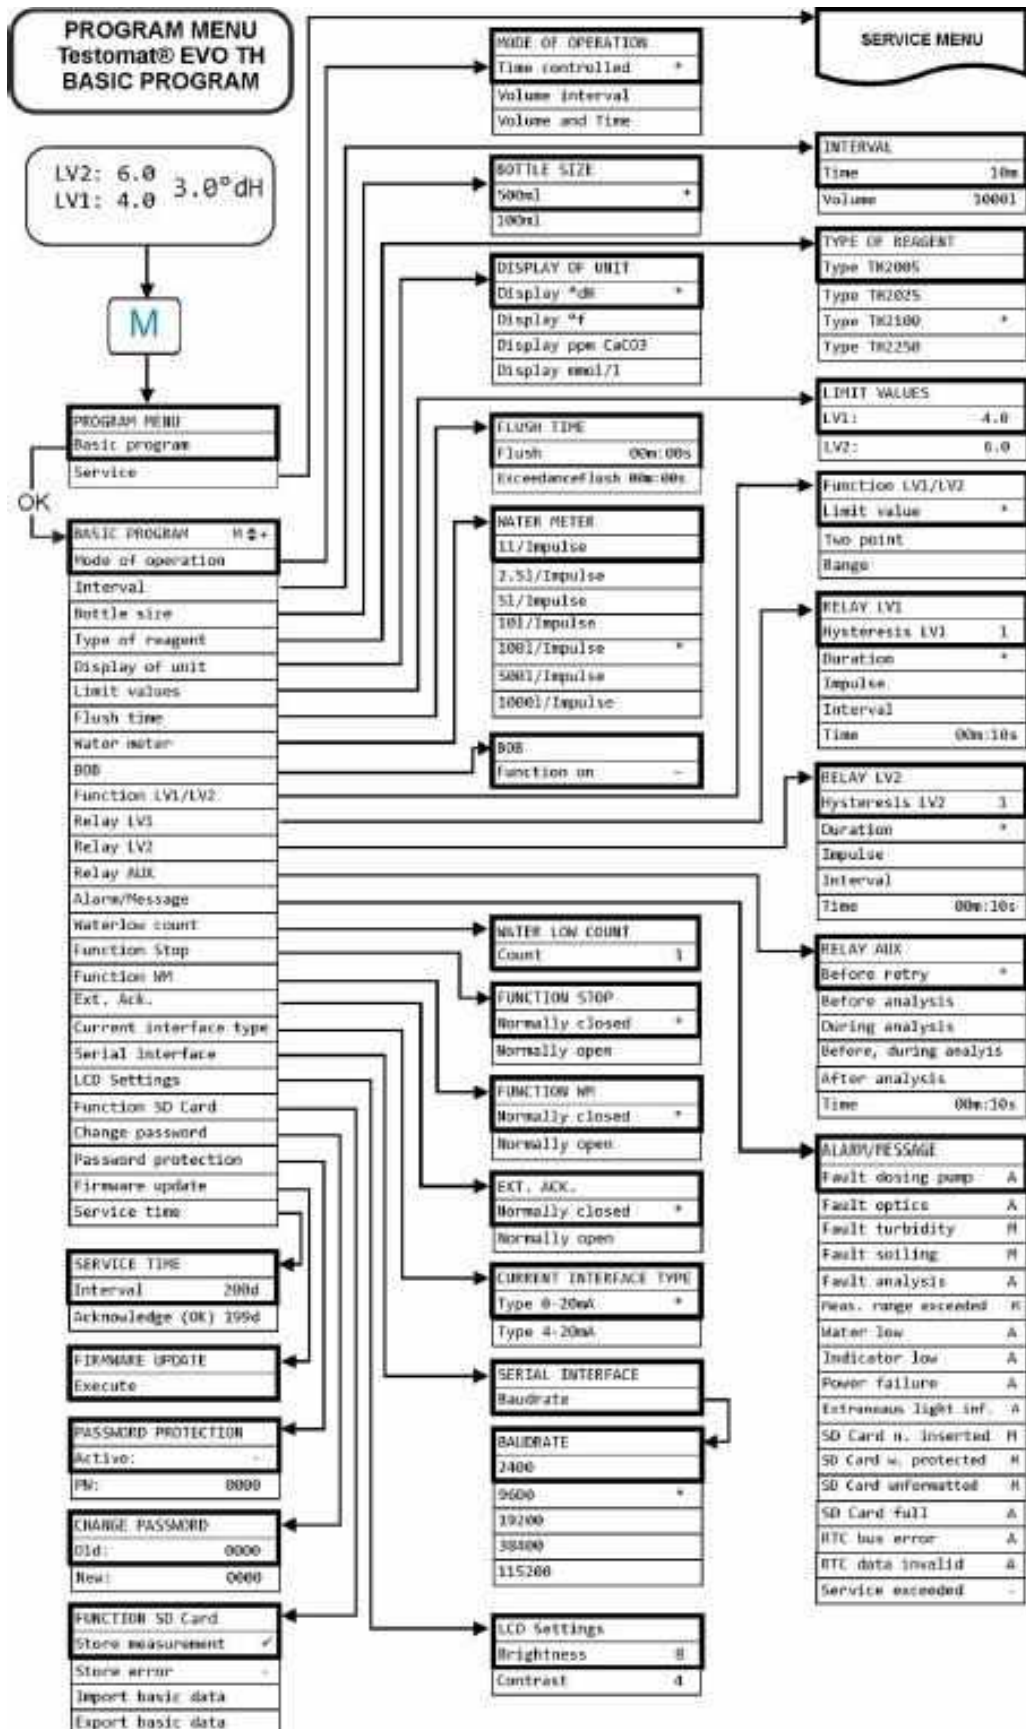 PROGRAM MENU
Testomat® EVO TH
BASIC PROGRAM
LV2: 6.0
LV1: 4.0
3.0°dH
M
PROGRAM MENU
Basic program
Service
OK
BASIC PROGRAM M
Mode of operation
Interval
Bottle size
Type of reagent
Display of unit
Limit values
Flush time
Water meter
BOB
Function LV1/LV2
Relay LV1
Relay LV2
Relay AUX
Alarm/Message
Waterlow count
Function Stop
Function WM
Ext. Ack.
Current interface type
Serial interface
LCD Settings
Function SD Card
Change password
Password protection
Firmware update
Service time
SERVICE TIME
Interval 200d
Acknowledge (OK) 199d
FIRMWARE UPDATE
Execute
PASSWORD PROTECTION
Active: -
PW: 0000
CHANGE PASSWORD
Old: 0000
New: 0000
FUNCTION SD Card
Store measurement ✓
Store error -
Import basic data
Export basic data
MODE OF OPERATION
Time controlled *
Volume interval
Volume and Time
BOTTLE SIZE
500ml *
100ml
DISPLAY OF UNIT
Display °dH *
Display °f
Display ppm CaCO3
Display mmol/l
FLUSH TIME
Flush 00m:00s
Exceedanceflush 00m:00s
WATER METER
1l/Impulse
2.5l/Impulse
5l/Impulse
10l/Impulse
100l/Impulse *
500l/Impulse
1000l/Impulse
BOB
Function on -
WATER LOW COUNT
Count 1
FUNCTION STOP
Normally closed *
Normally open
FUNCTION WM
Normally closed *
Normally open
EXT. ACK.
Normally closed *
Normally open
CURRENT INTERFACE TYPE
Type 0-20mA *
Type 4-20mA
SERIAL INTERFACE
Baudrate
BAUDRATE
2400
9600 *
19200
38400
115200
LCD Settings
Brightness 8
Contrast 4
SERVICE MENU
INTERVAL
Time 10m
Volume 1000l
TYPE OF REAGENT
Type TH2005
Type TH2025
Type TH2100 *
Type TH2250
LIMIT VALUES
LV1: 4.0
LV2: 6.0
Function LV1/LV2
Limit value *
Two point
Range
RELAY LV1
Hysteresis LV1 1
Duration *
Impulse
Interval
Time 00m:10s
RELAY LV2
Hysteresis LV2 1
Duration *
Impulse
Interval
Time 00m:10s
RELAY AUX
Before retry *
Before analysis
During analysis
Before, during analyis
After analysis
Time 00m:10s
ALARM/MESSAGE
Fault dosing pump A
Fault optics A
Fault turbidity M
Fault soiling M
Fault analysis A
Meas. range exceeded M
Water low A
Indicator low A
Power failure A
Extraneous light inf. A
SD Card n. inserted M
SD Card w. protected M
SD Card unformatted M
SD Card full A
RTC bus error A
RTC data invalid A
Service exceeded -